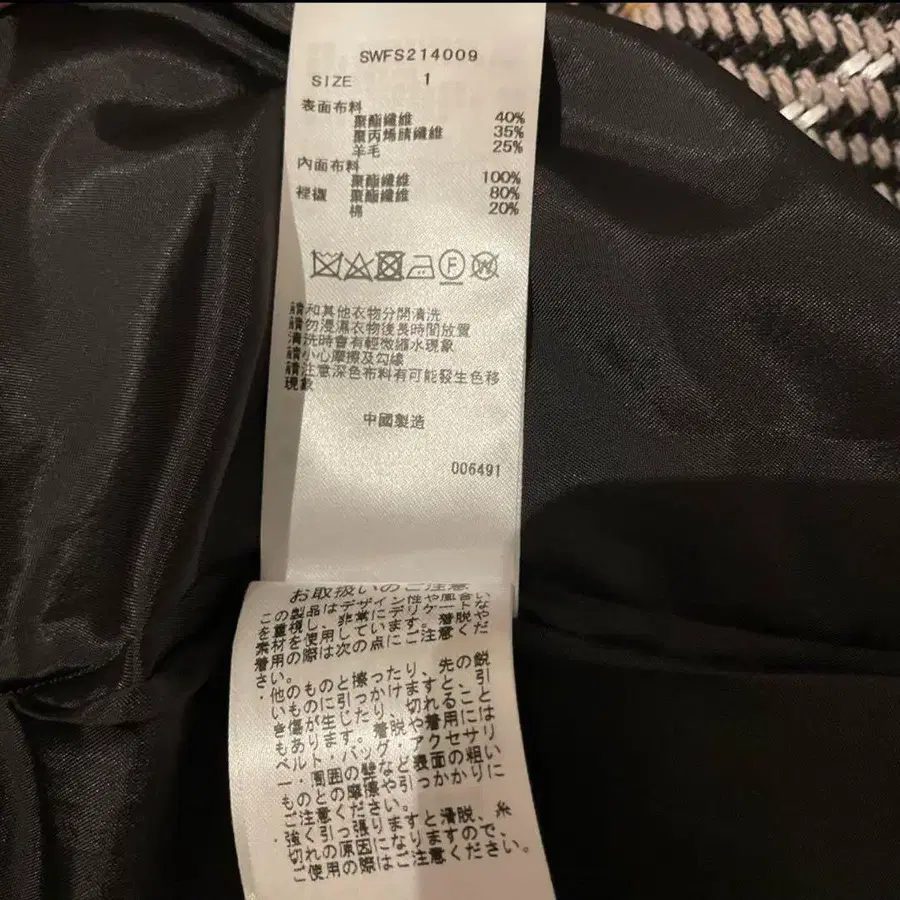 SWFS214009
SIZE 1
表面布料
聚酯纖維 40%
聚丙烯腈纖維 35%
羊毛 25%
內面布料
聚酯纖維 100%
裡襯 聚酯纖維 80%
棉 20%
F
W
請和其他衣物分開清洗
請勿浸濕衣物後長時間放置
清洗時會有輕微縮水現象
請小心摩擦及勾線
請注意深色布料有可能發生色移
現象
中國製造
006491
お取扱いのご注意
この製品はデザイン性や風合い
を重視し、非常にデリケートな
素材を使用しています。着脱や
着用の際は次の点にご注意くだ
さい。
・他のものと擦ったり、先の鋭
いものに引っかけますと、引
き傷が生じたり、切れること
もあります。着脱や着用には
ベルト・バッグ・アクセサリ
ー・周囲の壁など表面の粗い
ものとの摩擦や引っかかりに
ご注意ください。
・強く引っ張りますと滑脱、糸
切れの原因になりますので、
ご使用の際はご注意ください。